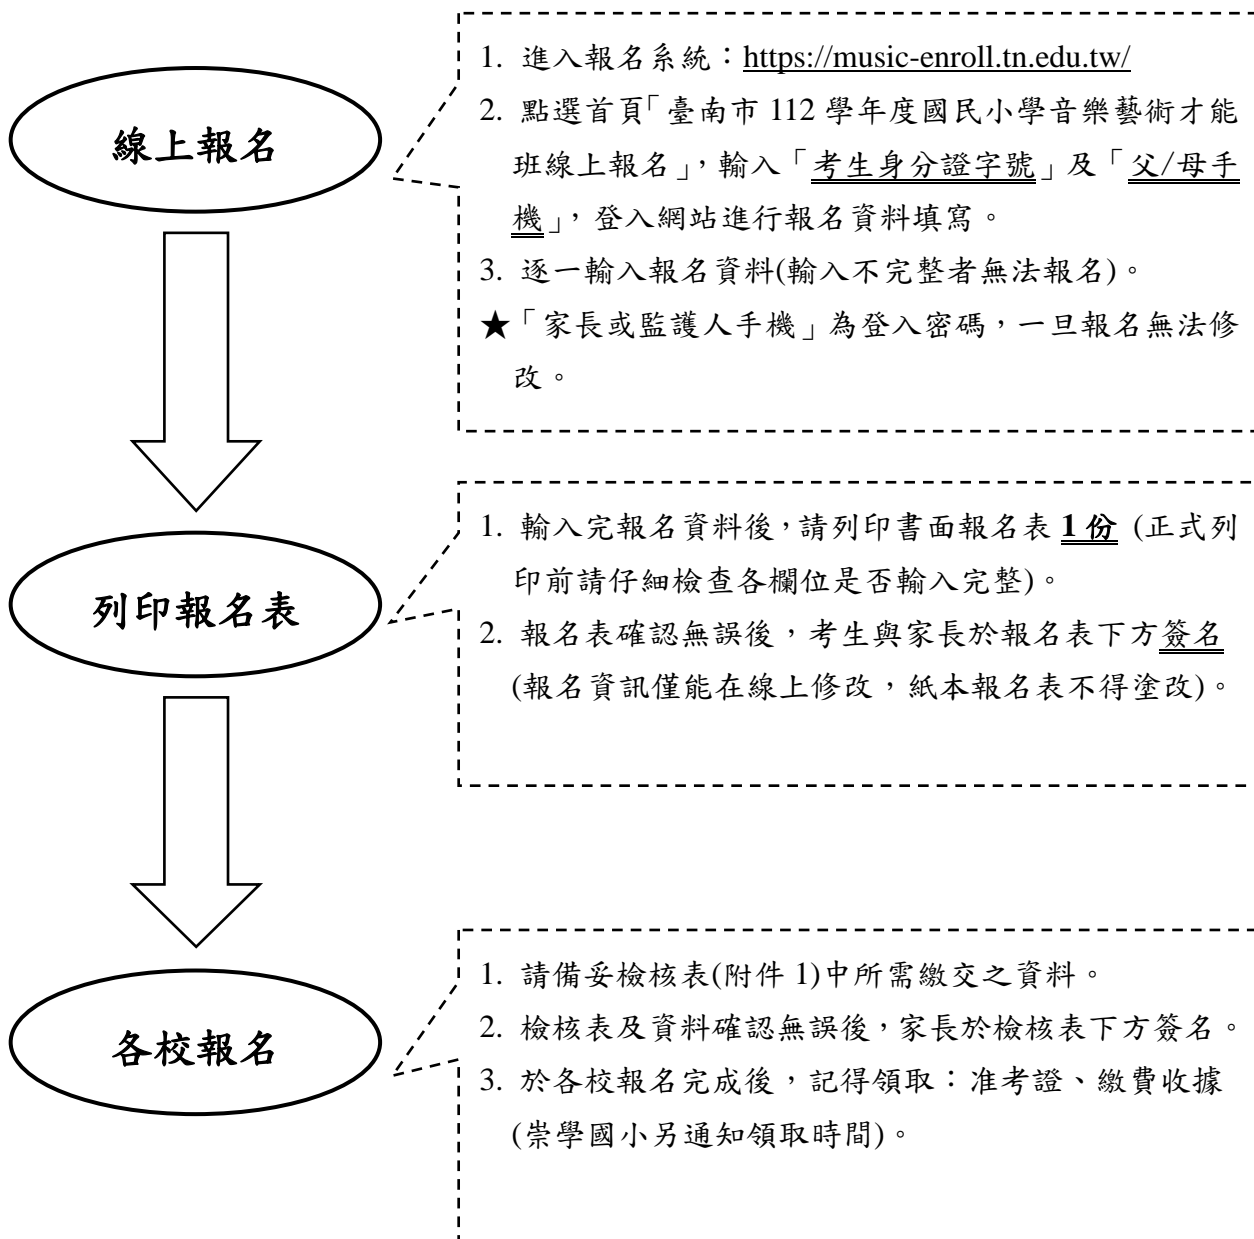 線上報名
1. 進入報名系統：https://music-enroll.tn.edu.tw/
2. 點選首頁「臺南市 112 學年度國民小學音樂藝術才能
班線上報名」，輸入「考生身分證字號」及「父/母手
機」，登入網站進行報名資料填寫。
3. 逐一輸入報名資料(輸入不完整者無法報名)。
★「家長或監護人手機」為登入密碼，一旦報名無法修
改。
列印報名表
1. 輸入完報名資料後，請列印書面報名表 1 份 (正式列
印前請仔細檢查各欄位是否輸入完整)。
2. 報名表確認無誤後，考生與家長於報名表下方簽名
(報名資訊僅能在線上修改，紙本報名表不得塗改)。
各校報名
1. 請備妥檢核表(附件 1)中所需繳交之資料。
2. 檢核表及資料確認無誤後，家長於檢核表下方簽名。
3. 於各校報名完成後，記得領取：准考證、繳費收據
(崇學國小另通知領取時間)。